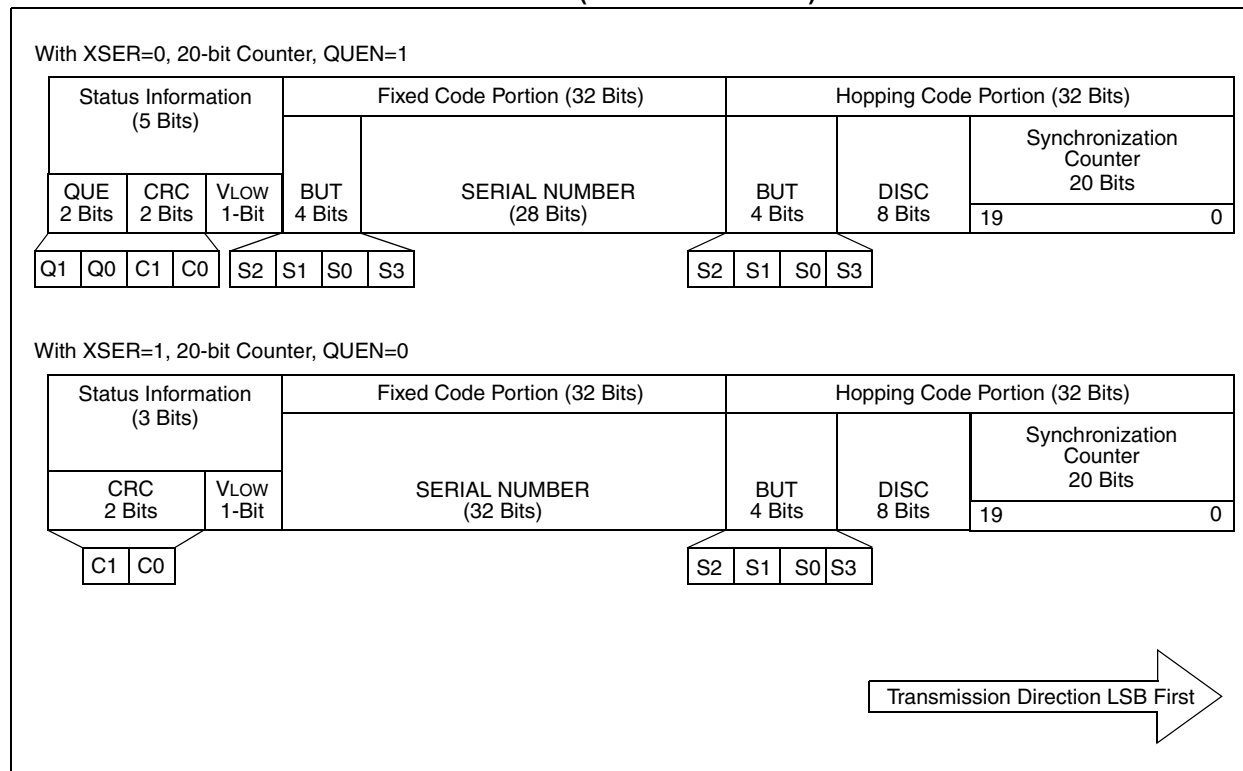 With XSER=0, 20-bit Counter, QUEN=1
Status Information
(5 Bits)
Fixed Code Portion (32 Bits)
Hopping Code Portion (32 Bits)
QUE
2 Bits
CRC
2 Bits
VLOW
1-Bit
BUT
4 Bits
SERIAL NUMBER
(28 Bits)
BUT
4 Bits
DISC
8 Bits
Synchronization
Counter
20 Bits
19 0
Q1 Q0 C1 C0
S2 S1 S0 S3
S2 S1 S0 S3
With XSER=1, 20-bit Counter, QUEN=0
Status Information
(3 Bits)
Fixed Code Portion (32 Bits)
Hopping Code Portion (32 Bits)
CRC
2 Bits
VLOW
1-Bit
SERIAL NUMBER
(32 Bits)
BUT
4 Bits
DISC
8 Bits
Synchronization
Counter
20 Bits
19 0
C1 C0
S2 S1 S0 S3
Transmission Direction LSB First